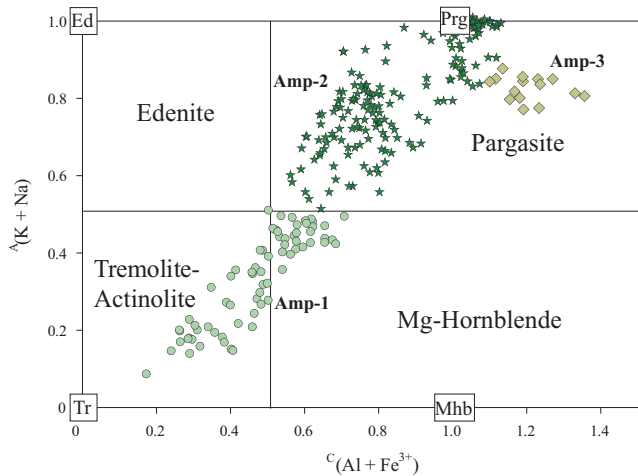 Ed
Prg
1.0
Amp-3
Amp-2
0.8
Edenite
Pargasite
0.6
ᴬ(K + Na)
0.4
Tremolite-
Actinolite
Amp-1
Mg-Hornblende
0.2
0
Tr
Mhb
0.2
0.4
0.6
0.8
1.0
1.2
1.4
ᶜ(Al + Fe³⁺)